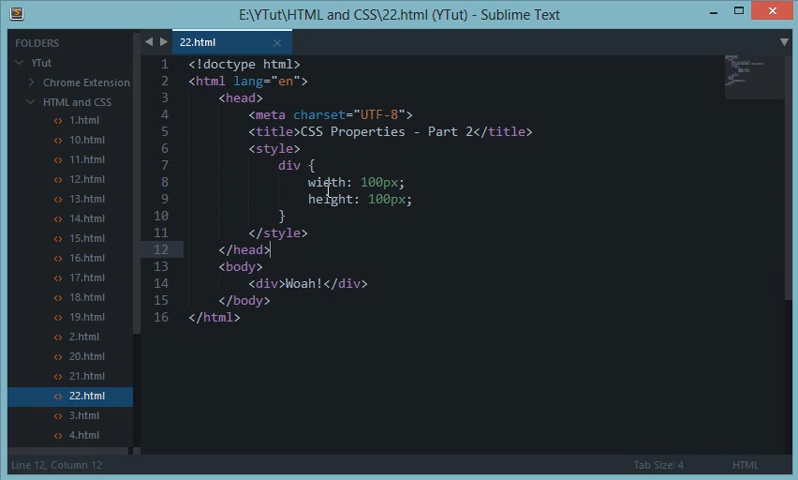 E:\YTut\HTML and CSS\22.html (YTut) - Sublime Text
FOLDERS
YTut
Chrome Extension
HTML and CSS
1.html
10.html
11.html
12.html
13.html
14.html
15.html
16.html
17.html
18.html
19.html
2.html
20.html
21.html
22.html
3.html
4.html
22.html
1 <!doctype html>
2 <html lang="en">
3 <head>
4 <meta charset="UTF-8">
5 <title>CSS Properties - Part 2</title>
6 <style>
7 div {
8 width: 100px;
9 height: 100px;
10 }
11 </style>
12 </head>
13 <body>
14 <div>Woah!</div>
15 </body>
16 </html>
Line 12, Column 12
Tab Size: 4
HTML